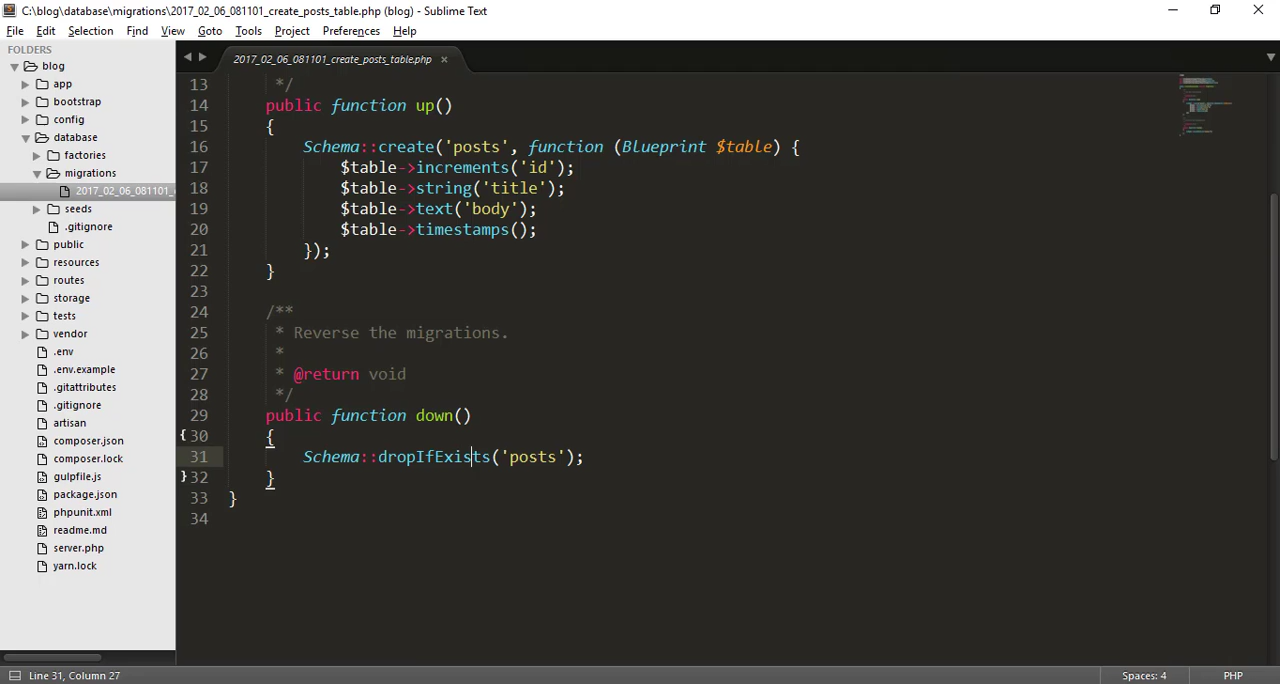 C:\blog\database\migrations\2017_02_06_081101_create_posts_table.php (blog) - Sublime Text
File Edit Selection Find View Goto Tools Project Preferences Help
FOLDERS
blog
app
bootstrap
config
database
factories
migrations
2017_02_06_081101_
seeds
.gitignore
public
resources
routes
storage
tests
vendor
.env
.env.example
.gitattributes
.gitignore
artisan
composer.json
composer.lock
gulpfile.js
package.json
phpunit.xml
readme.md
server.php
yarn.lock
2017_02_06_081101_create_posts_table.php
13 */
14 public function up()
15 {
16 Schema::create('posts', function (Blueprint $table) {
17 $table->increments('id');
18 $table->string('title');
19 $table->text('body');
20 $table->timestamps();
21 });
22 }
23
24 /**
25 * Reverse the migrations.
26 *
27 * @return void
28 */
29 public function down()
30 {
31 Schema::dropIfExists('posts');
32 }
33 }
34
Line 31, Column 27
Spaces: 4
PHP